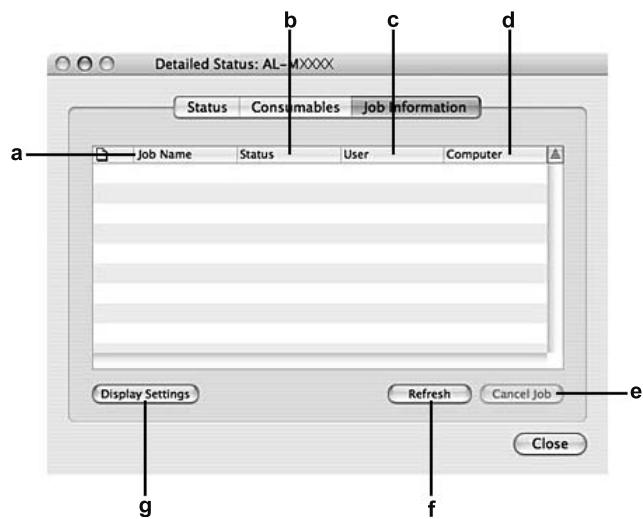 b c d
Detailed Status: AL-MXXXX
Status Consumables Job Information
a Job Name Status User Computer
Display Settings Refresh Cancel Job e
Close
g f